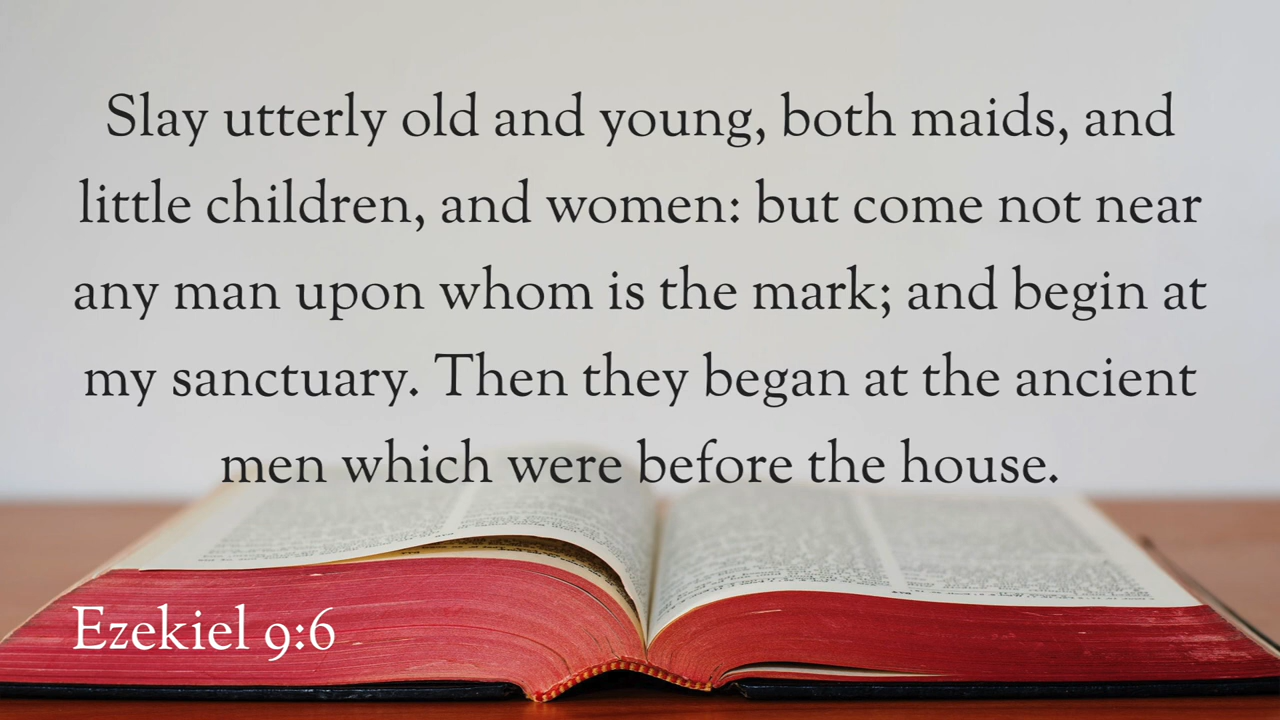 Slay utterly old and young, both maids, and
little children, and women: but come not near
any man upon whom is the mark; and begin at
my sanctuary. Then they began at the ancient
men which were before the house.
Ezekiel 9:6